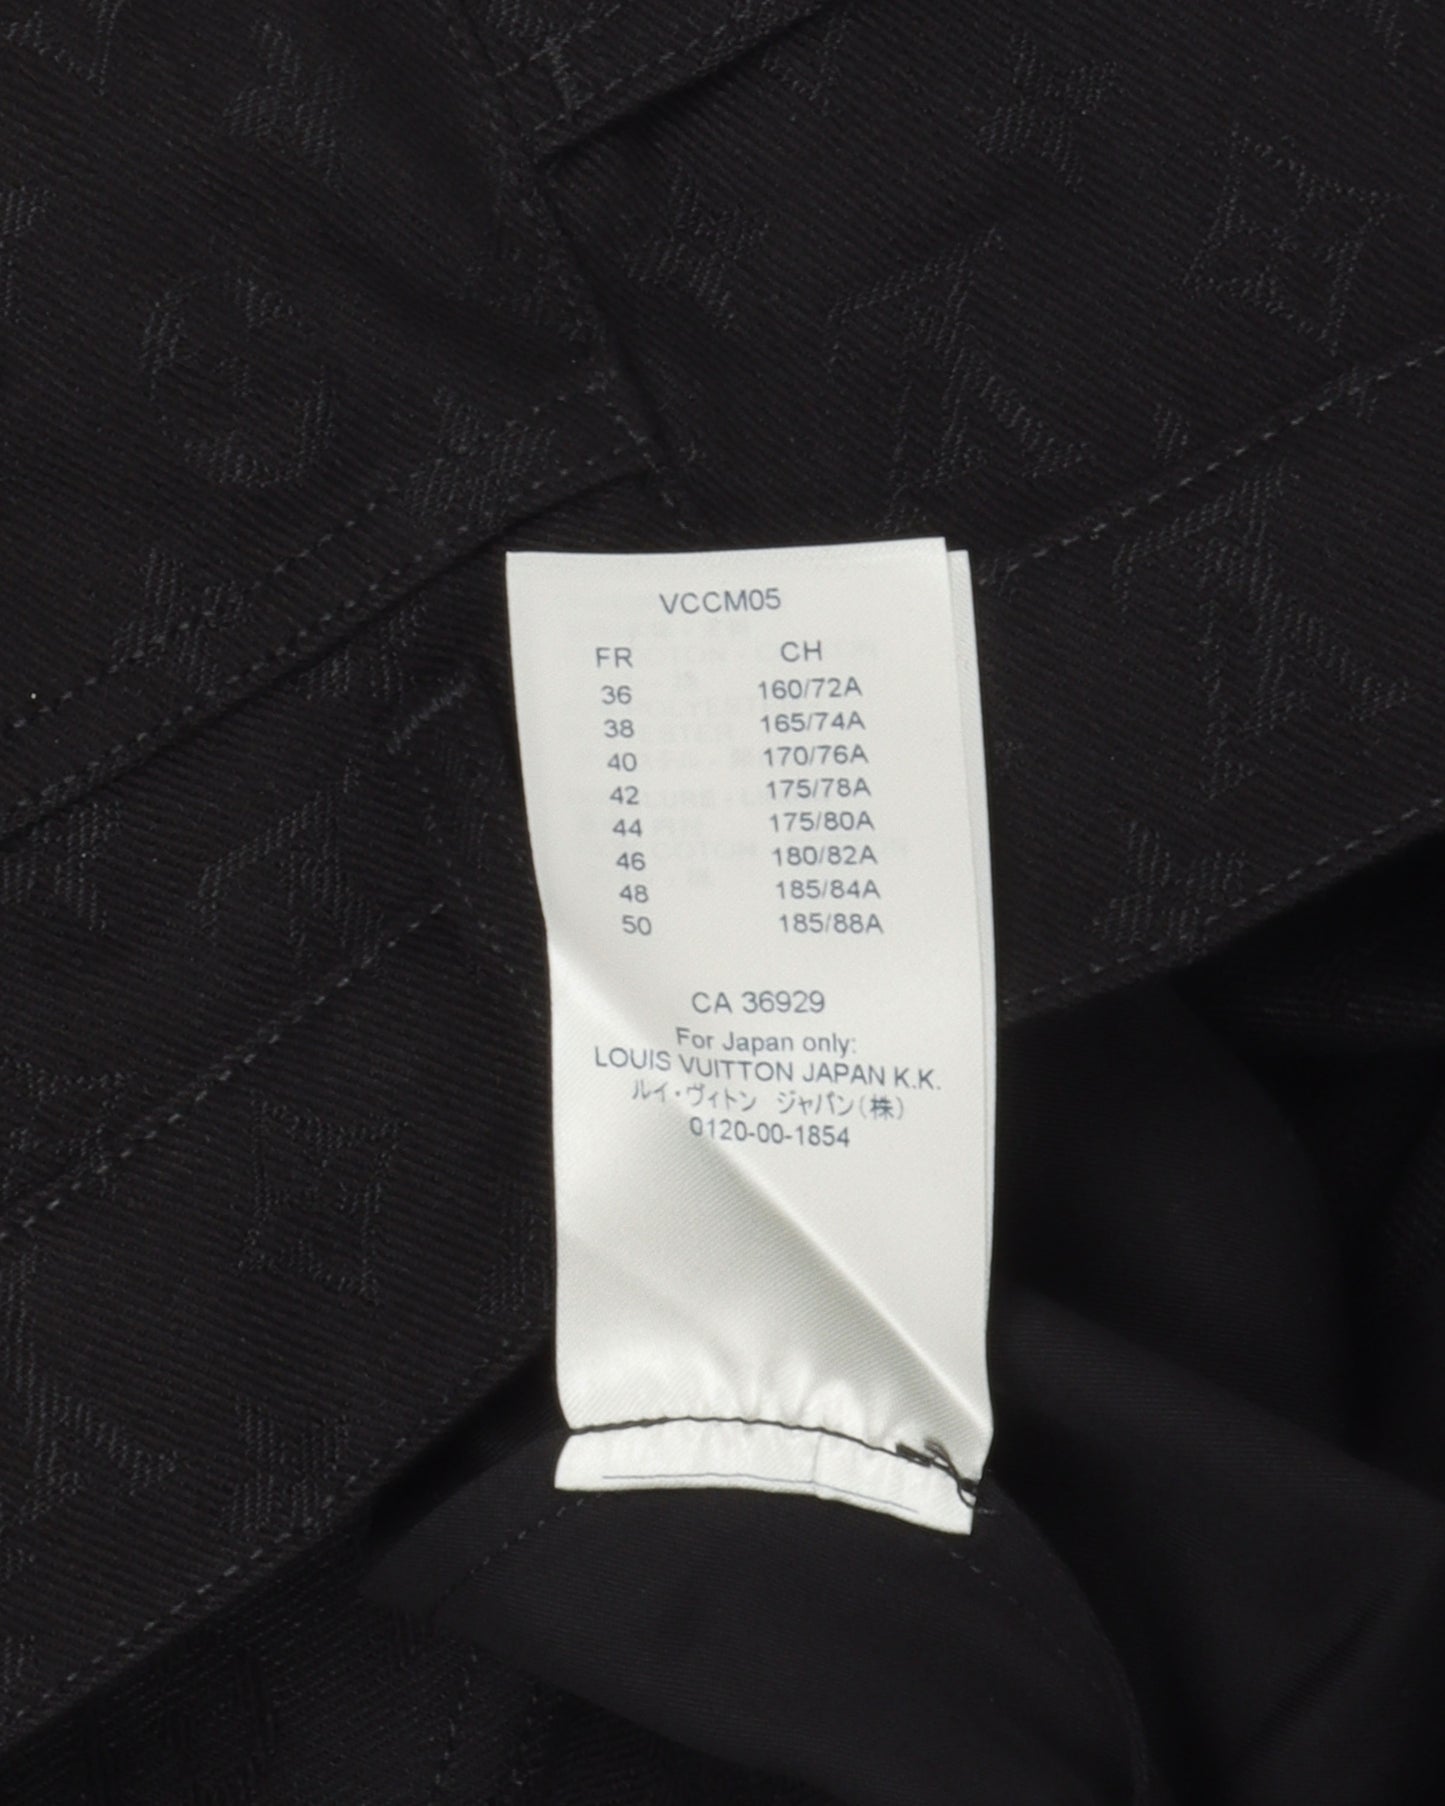 VCCM05
FR CH
36 160/72A
38 165/74A
40 170/76A
42 175/78A
44 175/80A
46 180/82A
48 185/84A
50 185/88A
CA 36929
For Japan only:
LOUIS VUITTON JAPAN K.K.
ルイ・ヴィトン ジャパン(株)
0120-00-1854